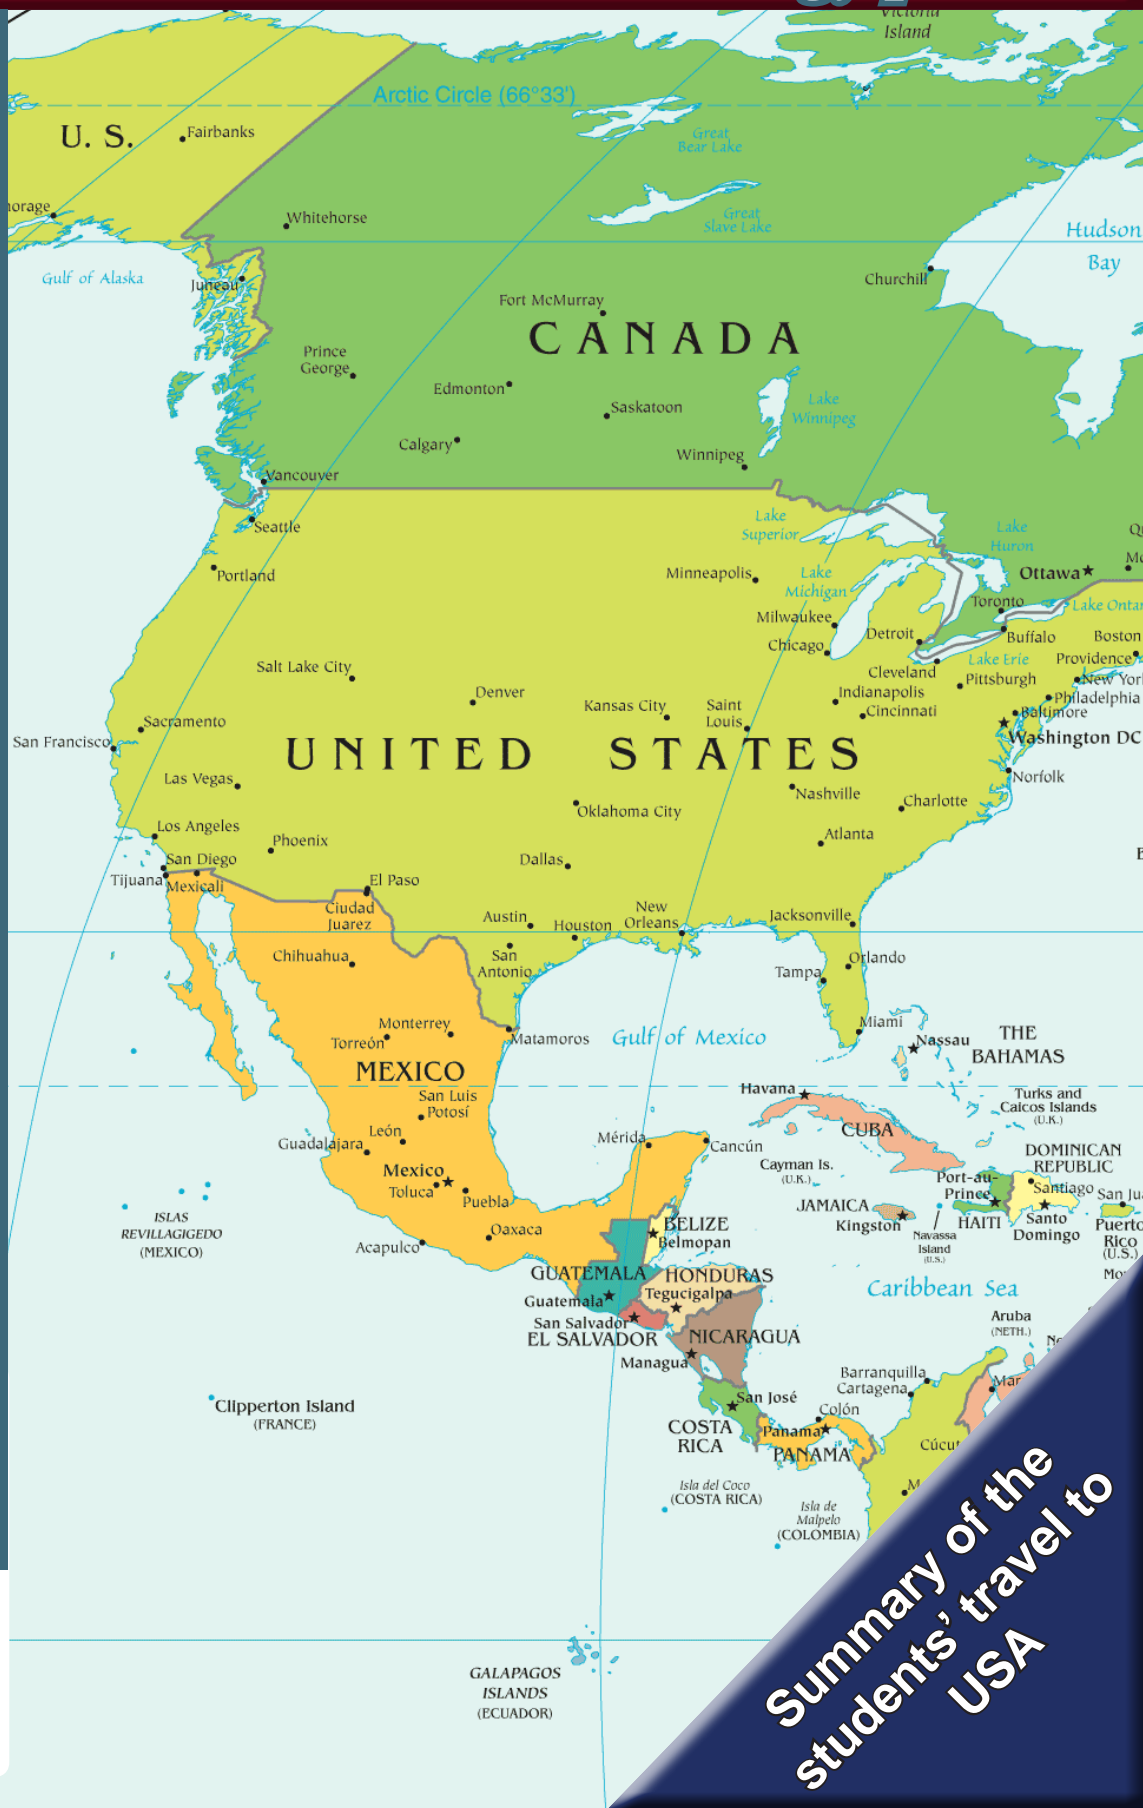 Victoria
Island
Arctic Circle (66°33')
U. S.
Fairbanks
Great
Bear Lake
Whitehorse
Great
Slave Lake
Hudson
Bay
Gulf of Alaska
Juneau
Churchill
Fort McMurray
CANADA
Prince
George
Edmonton
Saskatoon
Lake
Winnipeg
Calgary
Winnipeg
Vancouver
Seattle
Lake
Superior
Lake
Huron
Portland
Minneapolis
Lake
Michigan
Ottawa
Toronto
Milwaukee
Chicago
Detroit
Buffalo
Boston
Lake Erie
Providence
Salt Lake City
Cleveland
Pittsburgh
Denver
Indianapolis
Philadelphia
Kansas City
Saint
Louis
Cincinnati
Baltimore
Sacramento
San Francisco
Washington DC
UNITED STATES
Las Vegas
Norfolk
Nashville
Charlotte
Oklahoma City
Los Angeles
Phoenix
Atlanta
San Diego
Dallas
Tijuana
Mexicali
El Paso
Ciudad
Juarez
Austin
Houston
New
Orleans
Jacksonville
Chihuahua
San
Antonio
Orlando
Tampa
Monterrey
Torreón
Matamoros
Gulf of Mexico
Miami
Nassau
THE
BAHAMAS
MEXICO
San Luis
Potosí
Havana
Turks and
Caicos Islands
(U.K.)
León
Guadalajara
Mérida
Cancún
CUBA
Cayman Is.
(U.K.)
DOMINICAN
REPUBLIC
Mexico
Toluca
Puebla
Port-au-
Prince
Santiago
JAMAICA
Kingston
HAITI
Navassa
Island
(U.S.)
Santo
Domingo
Puerto
Rico
(U.S.)
ISLAS
REVILLAGIGEDO
(MEXICO)
Oaxaca
Acapulco
BELIZE
Belmopan
GUATEMALA
HONDURAS
Guatemala
Tegucigalpa
Caribbean Sea
San Salvador
EL SALVADOR
NICARAGUA
Managua
Aruba
(NETH.)
Barranquilla
Cartagena
Clipperton Island
(FRANCE)
San José
Colón
COSTA
RICA
Panama
PANAMA
Isla del Coco
(COSTA RICA)
Isla de
Malpelo
(COLOMBIA)
GALAPAGOS
ISLANDS
(ECUADOR)
Summary of the
students' travel to
USA